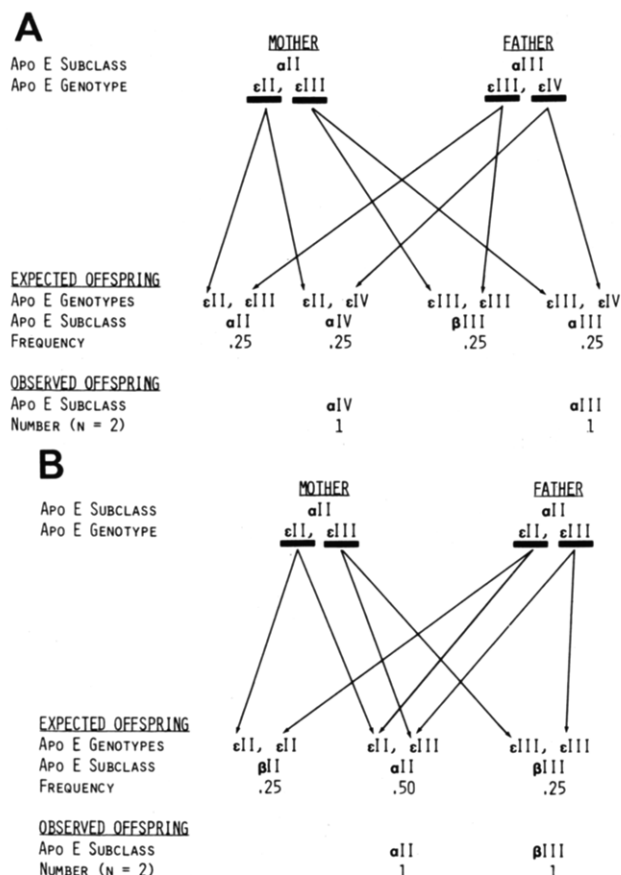 A
MOTHER FATHER
APO E SUBCLASS αII αIII
APO E GENOTYPE εII, εIII εIII, εIV
EXPECTED OFFSPRING
APO E GENOTYPES εII, εIII εII, εIV εIII, εIII εIII, εIV
APO E SUBCLASS αII αIV βIII αIII
FREQUENCY .25 .25 .25 .25
OBSERVED OFFSPRING
APO E SUBCLASS αIV αIII
NUMBER (N = 2) 1 1
B
MOTHER FATHER
APO E SUBCLASS αII αII
APO E GENOTYPE εII, εIII εII, εIII
EXPECTED OFFSPRING
APO E GENOTYPES εII, εII εII, εIII εIII, εIII
APO E SUBCLASS βII αII βIII
FREQUENCY .25 .50 .25
OBSERVED OFFSPRING
APO E SUBCLASS αII βIII
NUMBER (N = 2) 1 1